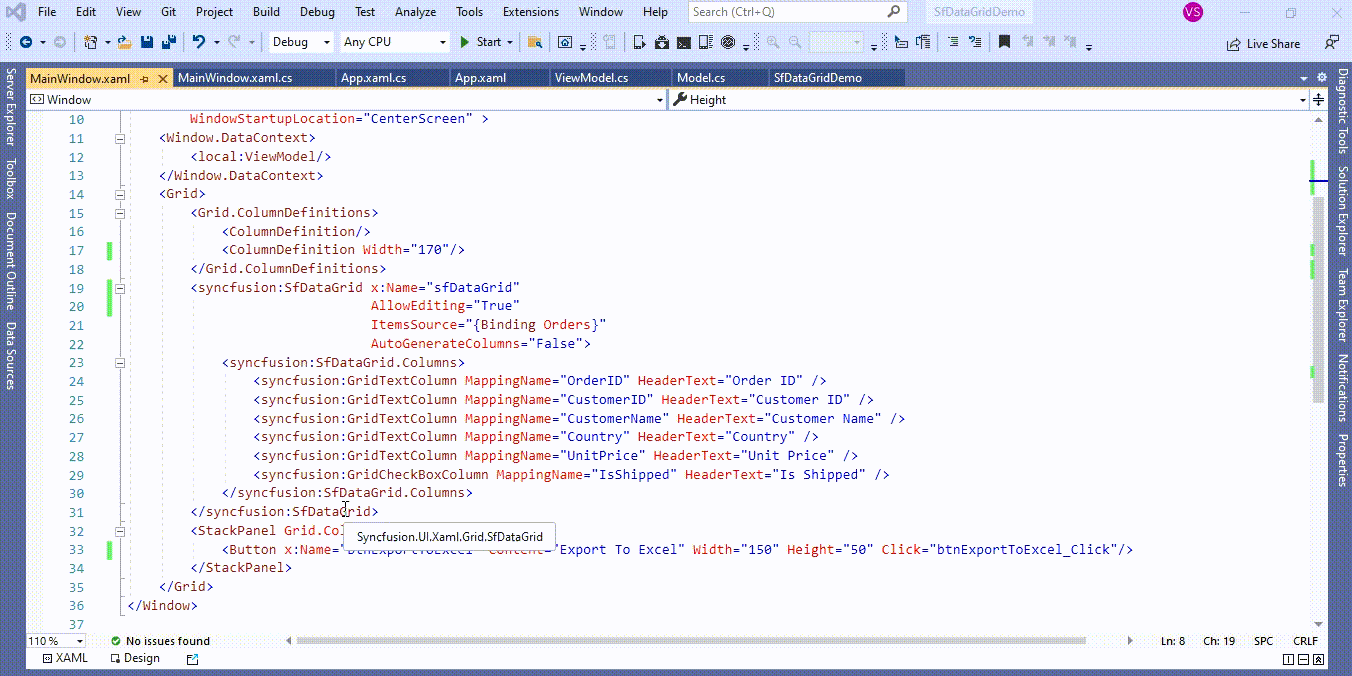 File Edit View Git Project Build Debug Test Analyze Tools Extensions Window Help Search (Ctrl+Q) SfDataGridDemo VS
Debug Any CPU Start Live Share
MainWindow.xaml MainWindow.xaml.cs App.xaml.cs App.xaml ViewModel.cs Model.cs SfDataGridDemo
Window Height
10 WindowStartupLocation="CenterScreen" >
11 <Window.DataContext>
12 <local:ViewModel/>
13 </Window.DataContext>
14 <Grid>
15 <Grid.ColumnDefinitions>
16 <ColumnDefinition/>
17 <ColumnDefinition Width="170"/>
18 </Grid.ColumnDefinitions>
19 <syncfusion:SfDataGrid x:Name="sfDataGrid"
20 AllowEditing="True"
21 ItemsSource="{Binding Orders}"
22 AutoGenerateColumns="False">
23 <syncfusion:SfDataGrid.Columns>
24 <syncfusion:GridTextColumn MappingName="OrderID" HeaderText="Order ID" />
25 <syncfusion:GridTextColumn MappingName="CustomerID" HeaderText="Customer ID" />
26 <syncfusion:GridTextColumn MappingName="CustomerName" HeaderText="Customer Name" />
27 <syncfusion:GridTextColumn MappingName="Country" HeaderText="Country" />
28 <syncfusion:GridTextColumn MappingName="UnitPrice" HeaderText="Unit Price" />
29 <syncfusion:GridCheckBoxColumn MappingName="IsShipped" HeaderText="Is Shipped" />
30 </syncfusion:SfDataGrid.Columns>
31 </syncfusion:SfDataGrid>
32 <StackPanel Grid.Col
Syncfusion.UI.Xaml.Grid.SfDataGrid
33 <Button x:Name="btnExportToExcel" Content="Export To Excel" Width="150" Height="50" Click="btnExportToExcel_Click"/>
34 </StackPanel>
35 </Grid>
36 </Window>
37
110 % No issues found Ln: 8 Ch: 19 SPC CRLF
XAML Design
Server Explorer
Toolbox
Document Outline
Data Sources
Diagnostic Tools
Solution Explorer
Team Explorer
Notifications
Properties